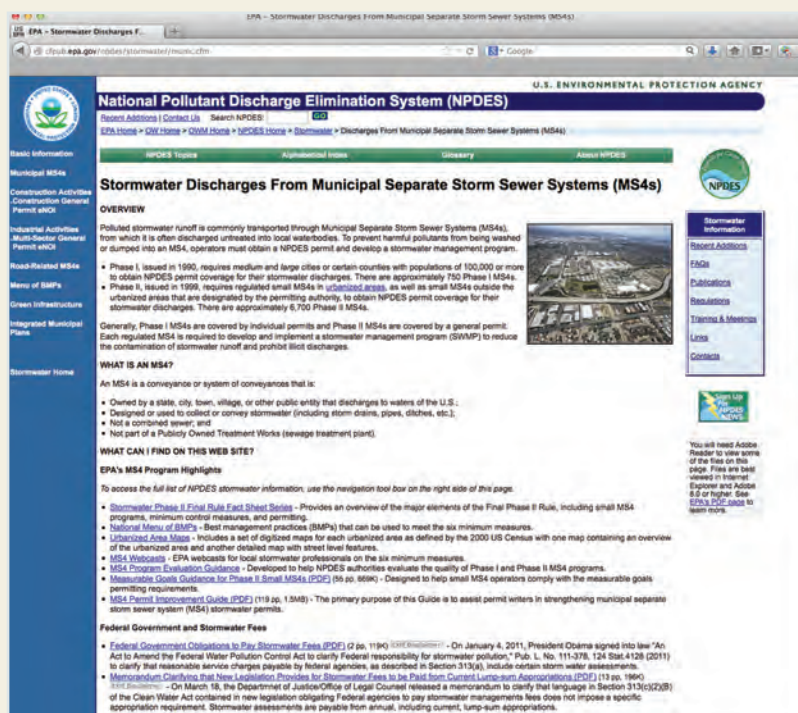 EPA - Stormwater Discharges From Municipal Separate Storm Sewer Systems (MS4s)
US EPA EPA - Stormwater Discharges F...
cfpub.epa.gov/npdes/stormwater/munic.cfm
Google
U.S. ENVIRONMENTAL PROTECTION AGENCY
National Pollutant Discharge Elimination System (NPDES)
Recent Additions | Contact Us Search NPDES: GO
EPA Home > OW Home > OWM Home > NPDES Home > Stormwater > Discharges From Municipal Separate Storm Sewer Systems (MS4s)
NPDES Topics Alphabetical Index Glossary About NPDES
Basic Information
Municipal MS4s
Construction Activities
.Construction General
Permit eNOI
Industrial Activities
.Multi-Sector General
Permit eNOI
Road-Related MS4s
Menu of BMPs
Green Infrastructure
Integrated Municipal
Plans
Stormwater Home
Stormwater Discharges From Municipal Separate Storm Sewer Systems (MS4s)
OVERVIEW
Polluted stormwater runoff is commonly transported through Municipal Separate Storm Sewer Systems (MS4s),
from which it is often discharged untreated into local waterbodies. To prevent harmful pollutants from being washed
or dumped into an MS4, operators must obtain a NPDES permit and develop a stormwater management program.
• Phase I, issued in 1990, requires medium and large cities or certain counties with populations of 100,000 or more
to obtain NPDES permit coverage for their stormwater discharges. There are approximately 750 Phase I MS4s.
• Phase II, issued in 1999, requires regulated small MS4s in urbanized areas, as well as small MS4s outside the
urbanized areas that are designated by the permitting authority, to obtain NPDES permit coverage for their
stormwater discharges. There are approximately 6,700 Phase II MS4s.
Generally, Phase I MS4s are covered by individual permits and Phase II MS4s are covered by a general permit.
Each regulated MS4 is required to develop and implement a stormwater management program (SWMP) to reduce
the contamination of stormwater runoff and prohibit illicit discharges.
WHAT IS AN MS4?
An MS4 is a conveyance or system of conveyances that is:
• Owned by a state, city, town, village, or other public entity that discharges to waters of the U.S.;
• Designed or used to collect or convey stormwater (including storm drains, pipes, ditches, etc.);
• Not a combined sewer; and
• Not part of a Publicly Owned Treatment Works (sewage treatment plant).
WHAT CAN I FIND ON THIS WEB SITE?
EPA's MS4 Program Highlights
To access the full list of NPDES stormwater information, use the navigation tool box on the right side of this page.
• Stormwater Phase II Final Rule Fact Sheet Series - Provides an overview of the major elements of the Final Phase II Rule, including small MS4
programs, minimum control measures, and permitting.
• National Menu of BMPs - Best management practices (BMPs) that can be used to meet the six minimum measures.
• Urbanized Area Maps - Includes a set of digitized maps for each urbanized area as defined by the 2000 US Census with one map containing an overview
of the urbanized area and another detailed map with street level features.
• MS4 Webcasts - EPA webcasts for local stormwater professionals on the six minimum measures.
• MS4 Program Evaluation Guidance - Developed to help NPDES authorities evaluate the quality of Phase I and Phase II MS4 programs.
• Measurable Goals Guidance for Phase II Small MS4s (PDF) (56 pp, 669K) - Designed to help small MS4 operators comply with the measurable goals
permitting requirements.
• MS4 Permit Improvement Guide (PDF) (119 pp, 1.5MB) - The primary purpose of this Guide is to assist permit writers in strengthening municipal separate
storm sewer system (MS4) stormwater permits.
Federal Government and Stormwater Fees
• Federal Government Obligations to Pay Stormwater Fees (PDF) (2 pp, 119K) - On January 4, 2011, President Obama signed into law "An
Act to Amend the Federal Water Pollution Control Act to clarify Federal responsibility for stormwater pollution," Pub. L. No. 111-378, 124 Stat.4128 (2011)
to clarify that reasonable service charges payable by federal agencies, as described in Section 313(a), include certain storm water assessments.
• Memorandum Clarifying that New Legislation Provides for Stormwater Fees to be Paid from Current Lump-sum Appropriations (PDF) (13 pp, 196K)
- On March 18, the Departmnet of Justice/Office of Legal Counsel released a memorandum to clarify that language in Section 313(c)(2)(B)
of the Clean Water Act contained in new legislation obligating Federal agencies to pay stormwater managements fees does not impose a specific
appropriation requirement. Stormwater assessments are payable from annual, including current, lump-sum appropriations.
NPDES
Stormwater
Information
Recent Additions
FAQs
Publications
Regulations
Training & Meetings
Links
Contacts
Sign Up
For
NPDES
NEWS
You will need Adobe
Reader to view some
of the files on this
page. Files are best
viewed in Internet
Explorer and Adobe
8.0 or higher. See
EPA's PDF page to
learn more.